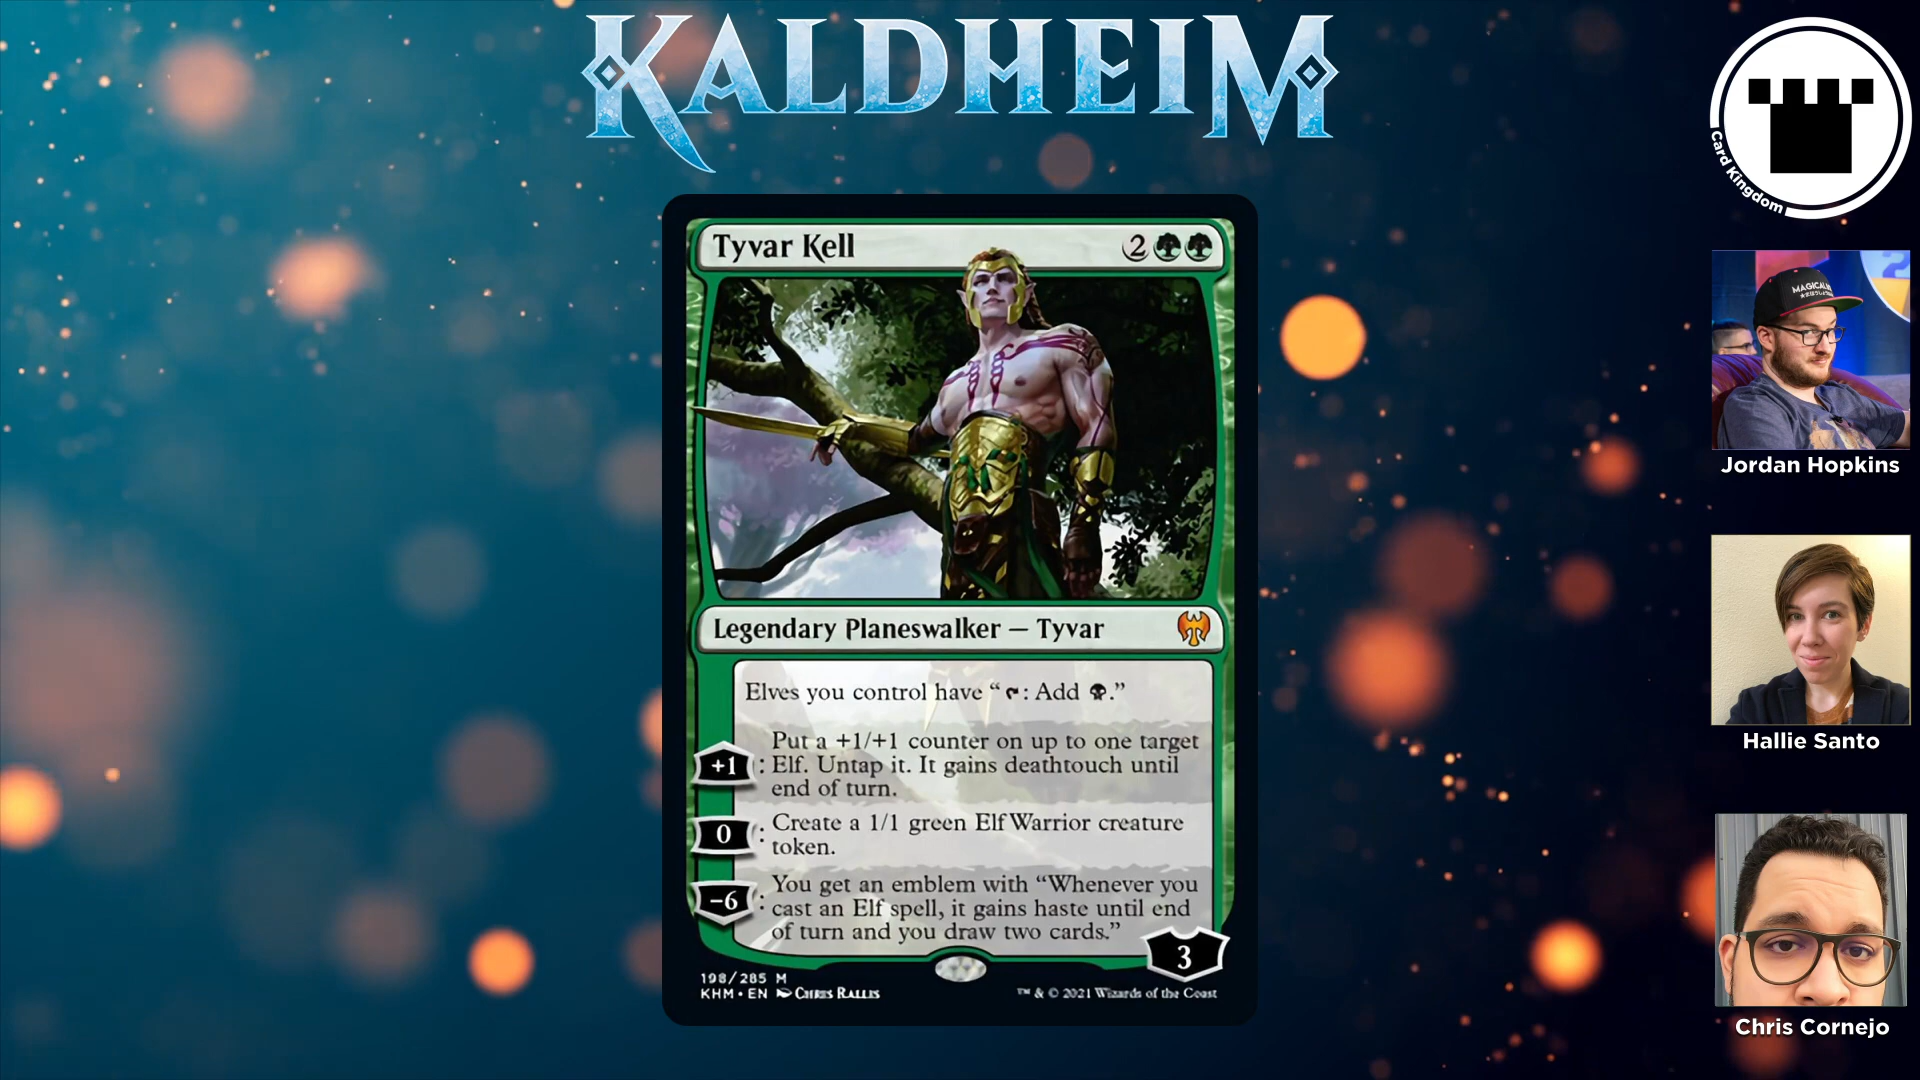 KALDHEIM
Card Kingdom
Tyvar Kell 2
Legendary Planeswalker — Tyvar
Elves you control have “ : Add .”
Put a +1/+1 counter on up to one target
+1 : Elf. Untap it. It gains deathtouch until
end of turn.
0 : Create a 1/1 green Elf Warrior creature
token.
You get an emblem with “Whenever you
−6 : cast an Elf spell, it gains haste until end
of turn and you draw two cards.”
3
198/285 M
KHM • EN Chris Rallis
™ & © 2021 Wizards of the Coast
MAGICAL
Jordan Hopkins
Hallie Santo
Chris Cornejo